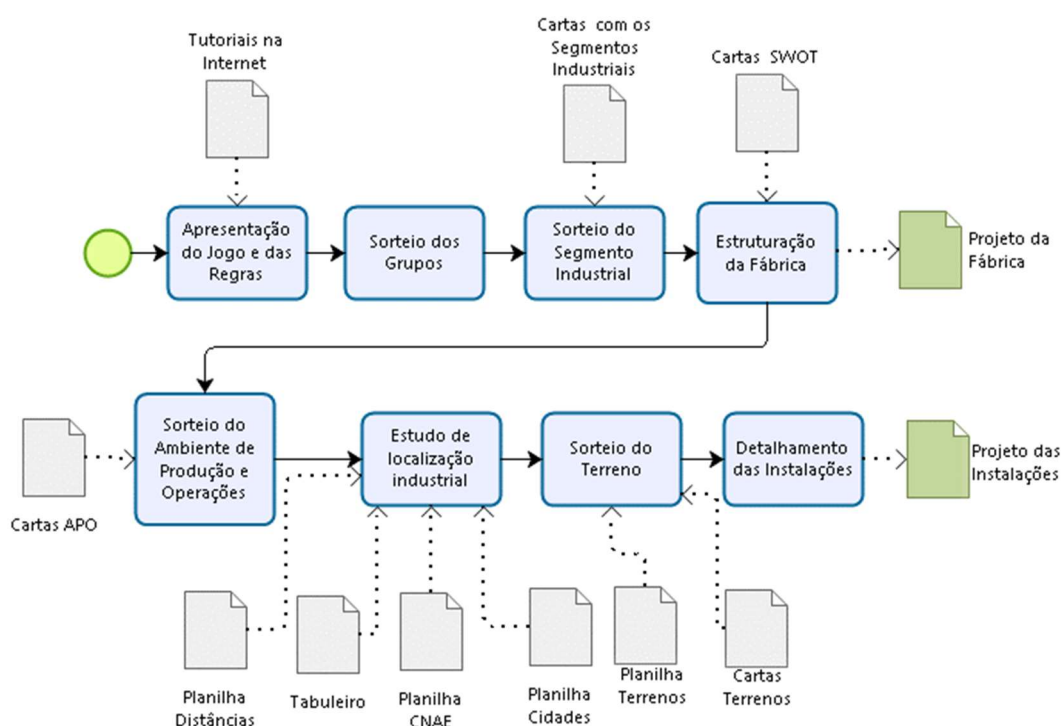 Tutoriais na
Internet
Cartas com os
Segmentos
Industriais
Cartas SWOT
Apresentação
do Jogo e das
Regras
Sorteio dos
Grupos
Sorteio do
Segmento
Industrial
Estruturação
da Fábrica
Projeto da
Fábrica
Cartas APO
Sorteio do
Ambiente de
Produção e
Operações
Estudo de
localização
industrial
Sorteio do
Terreno
Detalhamento
das Instalações
Projeto das
Instalações
Planilha
Distâncias
Tabuleiro
Planilha
CNAE
Planilha
Cidades
Planilha
Terrenos
Cartas
Terrenos